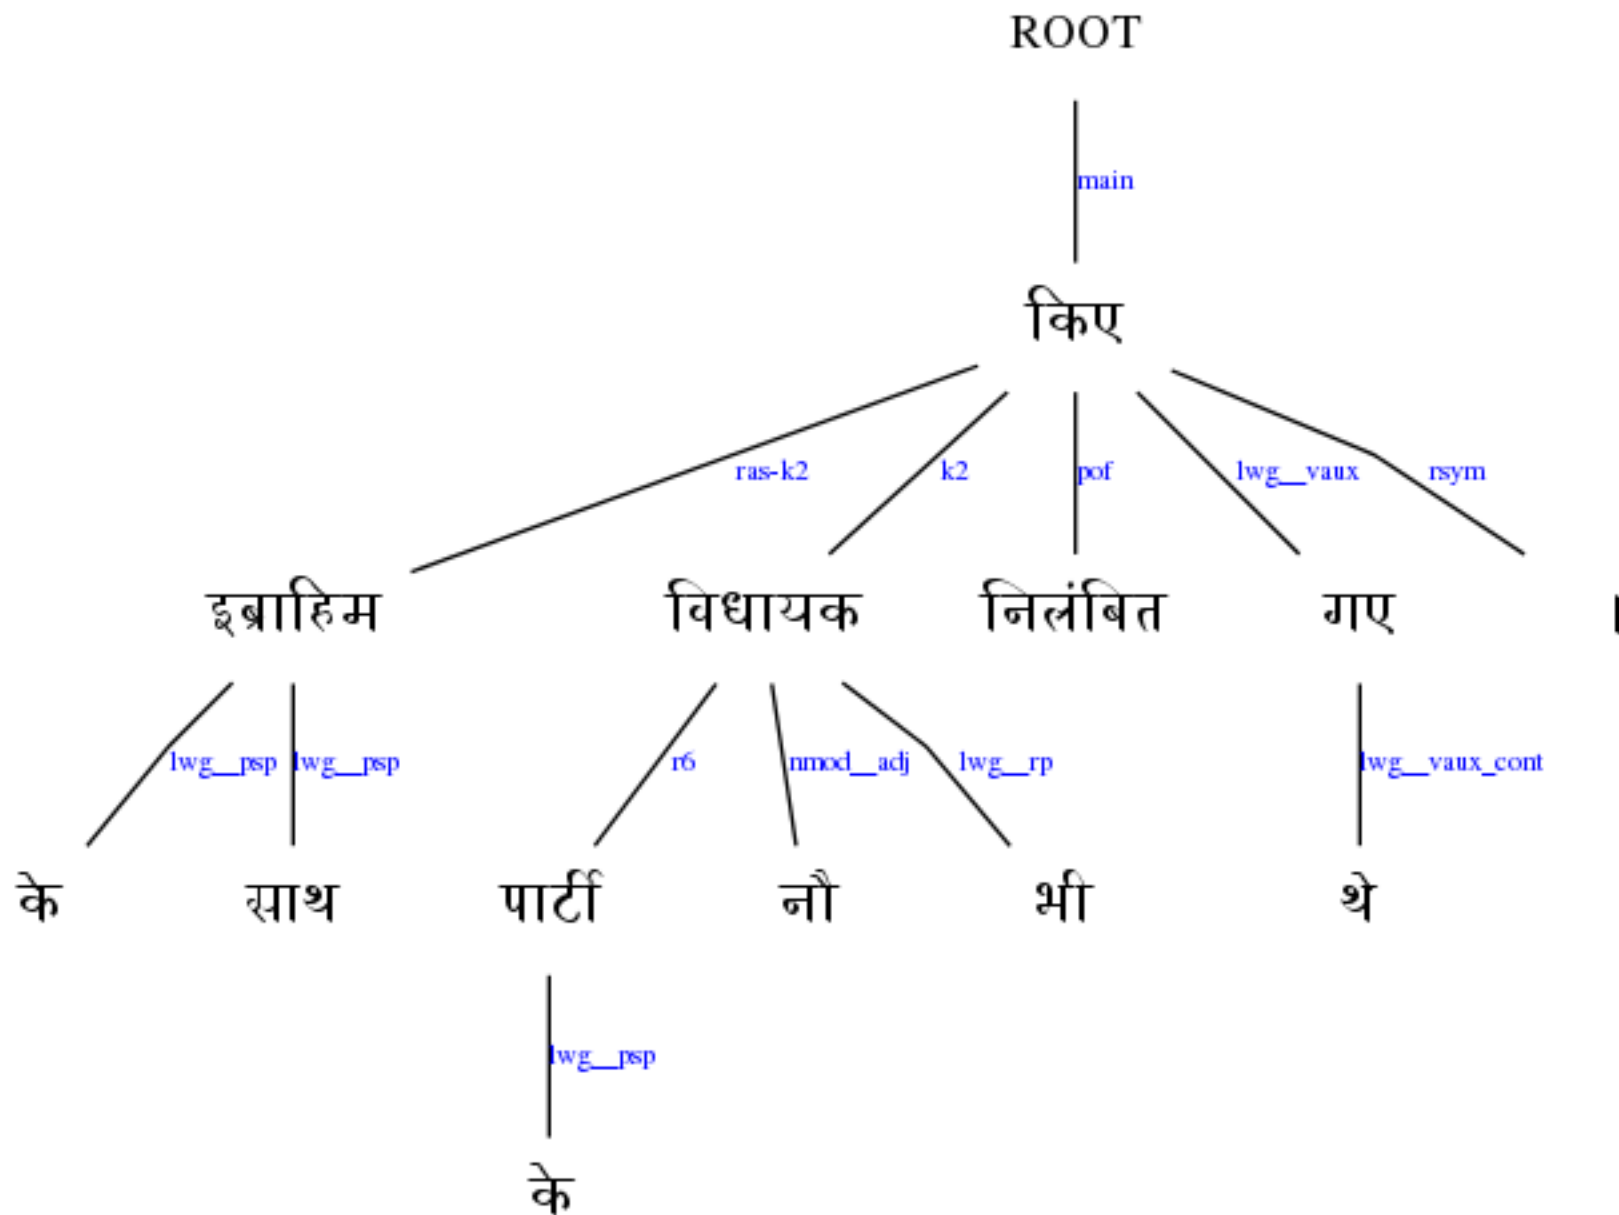 ROOT
main
किए
ras-k2 k2 pof lwg__vaux rsym
इब्राहिम विधायक निलंबित गए ।
lwg__psp lwg__psp r6 nmod__adj lwg__rp lwg__vaux_cont
के साथ पार्टी नौ भी थे
lwg__psp
के